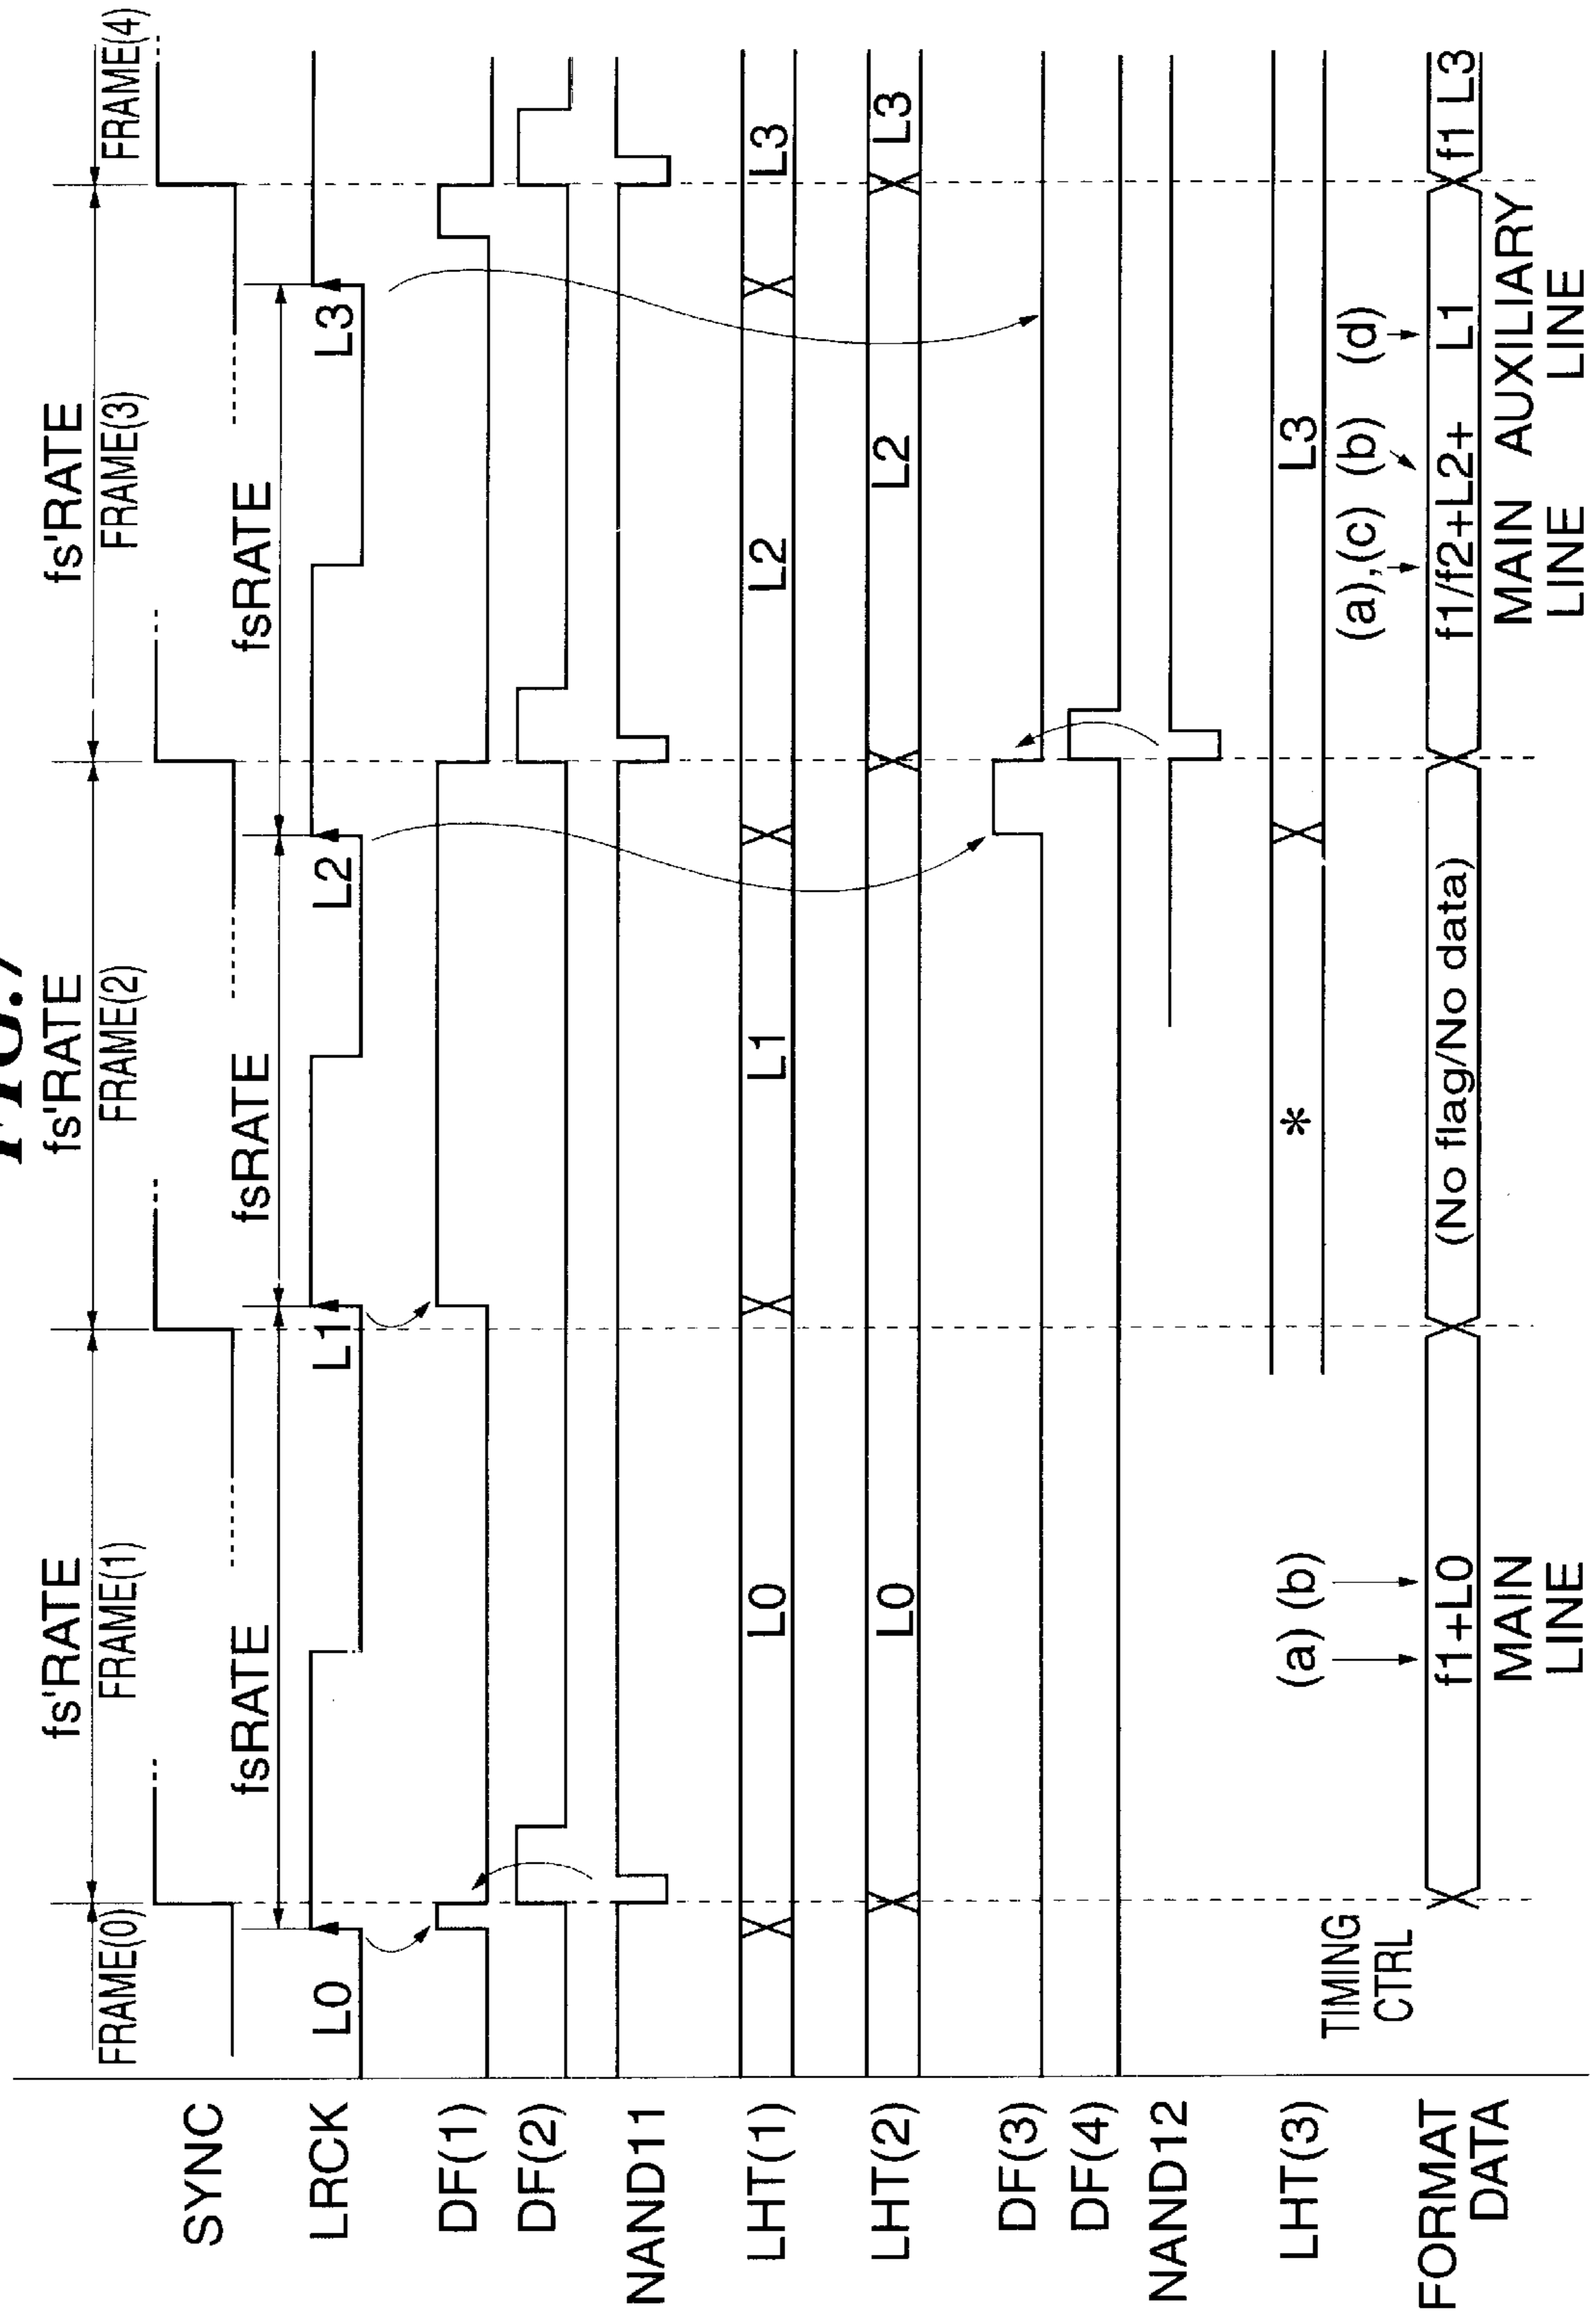 FIG.7
fs'RATE fs'RATE fs'RATE
FRAME(0) FRAME(1) FRAME(2) FRAME(3) FRAME(4)
SYNC
fsRATE fsRATE fsRATE
LRCK L0 L1 L2 L3
DF(1)
DF(2)
NAND11
LHT(1) L0 L1 L2 L3
LHT(2) L0 L2 L3
DF(3)
DF(4)
NAND12
LHT(3) * L3
TIMING
CTRL
(a) (b) (a),(c) (b) (d)
FORMAT
DATA
f1+L0 (No flag/No data) f1/f2+L2+ L1 f1 L3
MAIN
LINE
MAIN AUXILIARY
LINE LINE